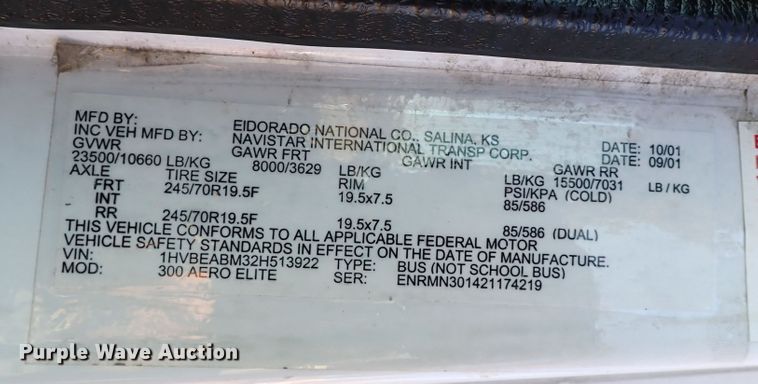 MFD BY: EIDORADO NATIONAL CO., SALINA, KS DATE: 10/01
INC VEH MFD BY: NAVISTAR INTERNATIONAL TRANSP CORP. DATE: 09/01
GVWR GAWR FRT GAWR INT GAWR RR
23500/10660 LB/KG 8000/3629 LB/KG LB/KG 15500/7031 LB / KG
AXLE TIRE SIZE RIM PSI/KPA (COLD)
FRT 245/70R19.5F 19.5x7.5 85/586
INT
RR 245/70R19.5F 19.5x7.5 85/586 (DUAL)
THIS VEHICLE CONFORMS TO ALL APPLICABLE FEDERAL MOTOR
VEHICLE SAFETY STANDARDS IN EFFECT ON THE DATE OF MANUFACTURE.
VIN: 1HVBEABM32H513922 TYPE: BUS (NOT SCHOOL BUS)
MOD: 300 AERO ELITE SER: ENRMN301421174219
Purple Wave Auction